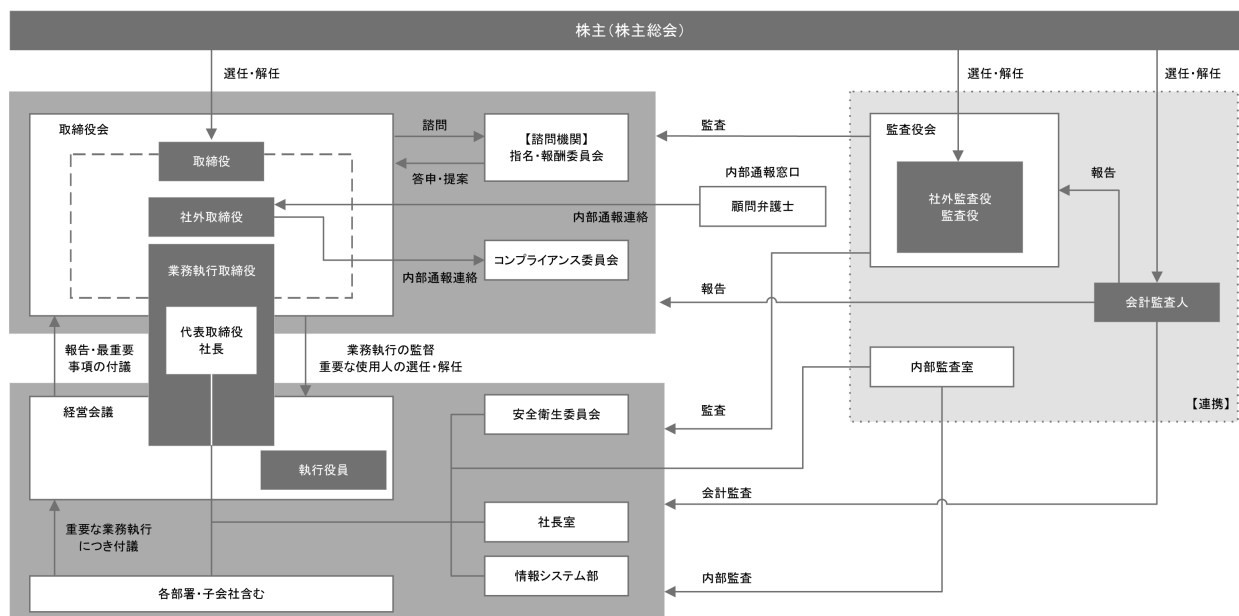 株主(株主総会)
選任・解任
選任・解任
選任・解任
取締役会
取締役
諮問
【諮問機関】
指名・報酬委員会
答申・提案
監査
監査役会
社外監査役
監査役
報告
内部通報窓口
顧問弁護士
社外取締役
内部通報連絡
業務執行取締役
内部通報連絡
コンプライアンス委員会
報告
会計監査人
代表取締役
社長
報告・最重要
事項の付議
業務執行の監督
重要な使用人の選任・解任
内部監査室
【連携】
経営会議
安全衛生委員会
監査
執行役員
会計監査
重要な業務執行
につき付議
社長室
情報システム部
内部監査
各部署・子会社含む